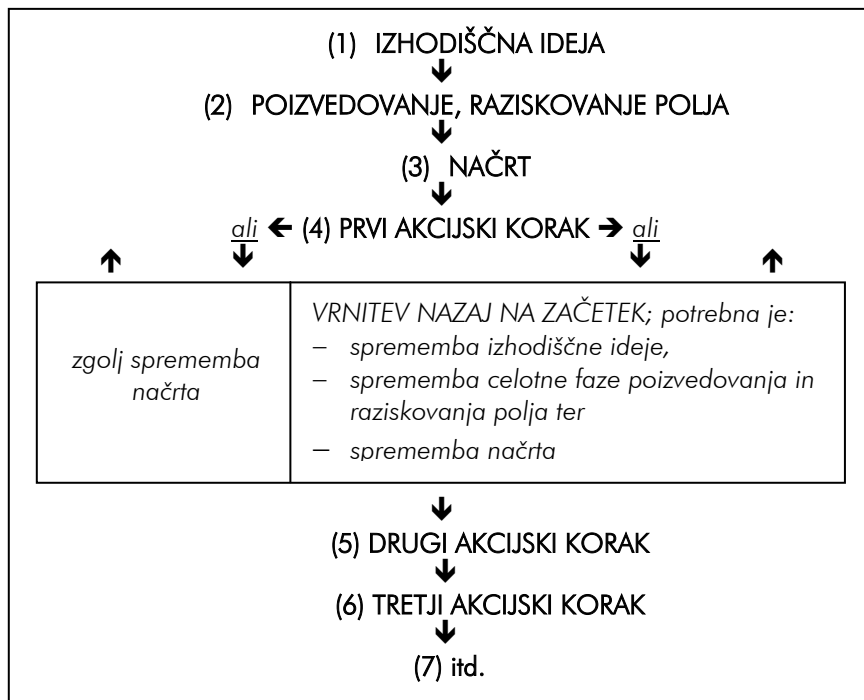 (1) IZHODIŠČNA IDEJA
(2) POIZVEDOVANJE, RAZISKOVANJE POLJA
(3) NAČRT
ali (4) PRVI AKCIJSKI KORAK ali
zgolj sprememba
načrta
VRNITEV NAZAJ NA ZAČETEK; potrebna je:
– sprememba izhodiščne ideje,
– sprememba celotne faze poizvedovanja in
raziskovanja polja ter
– sprememba načrta
(5) DRUGI AKCIJSKI KORAK
(6) TRETJI AKCIJSKI KORAK
(7) itd.